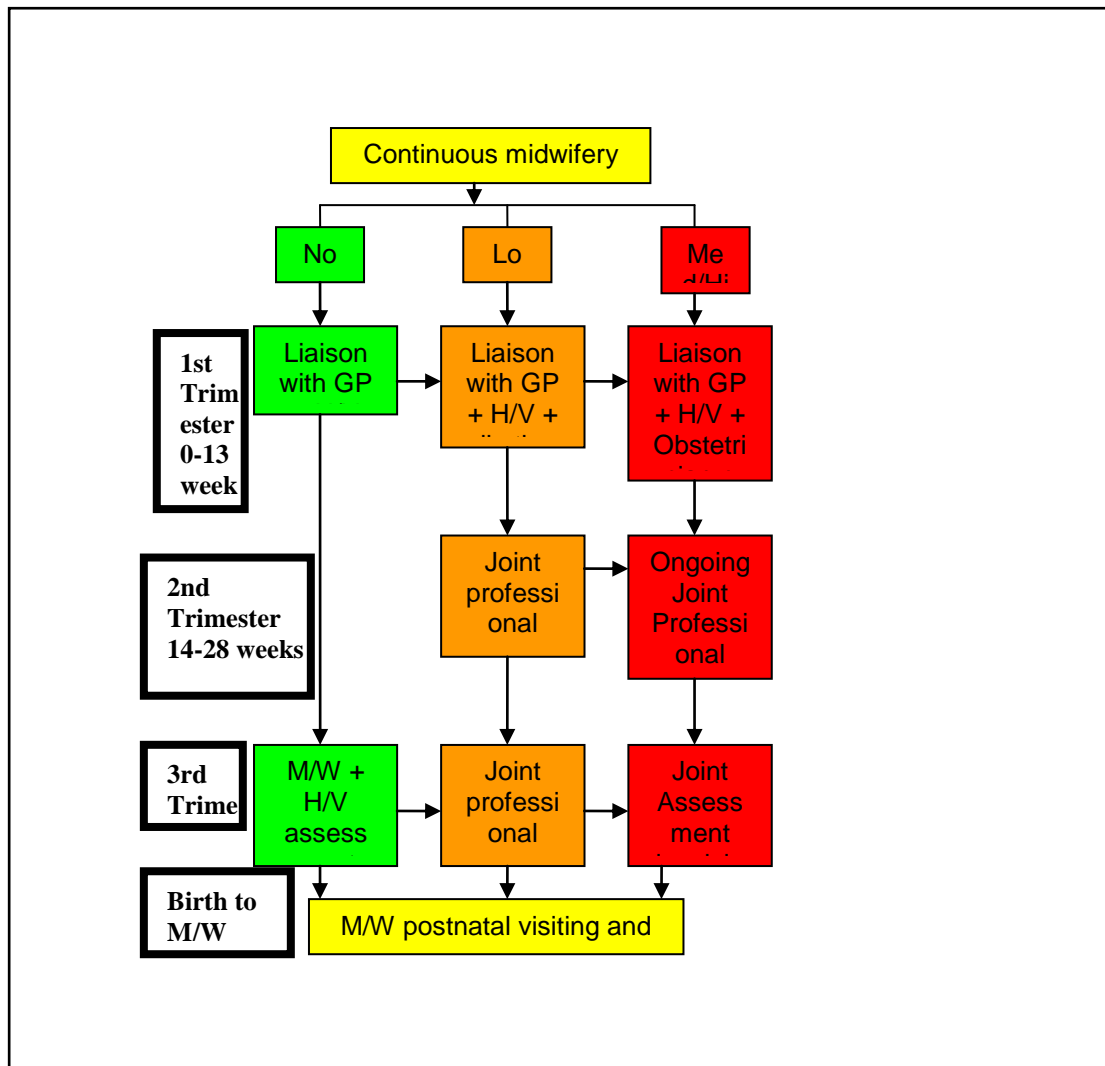 Continuous midwifery
No
Lo
Me
d/Hi
1st
Trim
ester
0-13
week
Liaison
with GP
Liaison
with GP
+ H/V +
Liaison
with GP
+ H/V +
Obstetri
2nd
Trimester
14-28 weeks
Joint
professi
onal
Ongoing
Joint
Professi
onal
3rd
Trime
M/W +
H/V
assess
Joint
professi
onal
Joint
Assess
ment
Birth to
M/W
M/W postnatal visiting and